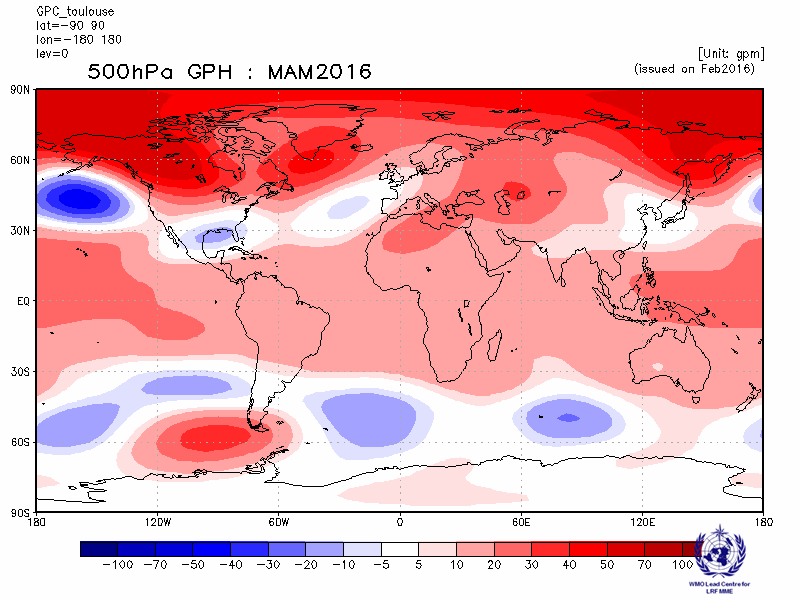 GPC_toulouse
lat=-90 90
lon=-180 180
lev=0
[Unit: gpm]
500hPa GPH : MAM2016
(issued on Feb2016)
90N
60N
30N
EQ
30S
60S
90S
180 120W 60W 0 60E 120E 180
-100 -70 -50 -40 -30 -20 -10 -5 5 10 20 30 40 50 70 100
WMO Lead Centre for
LRF MME